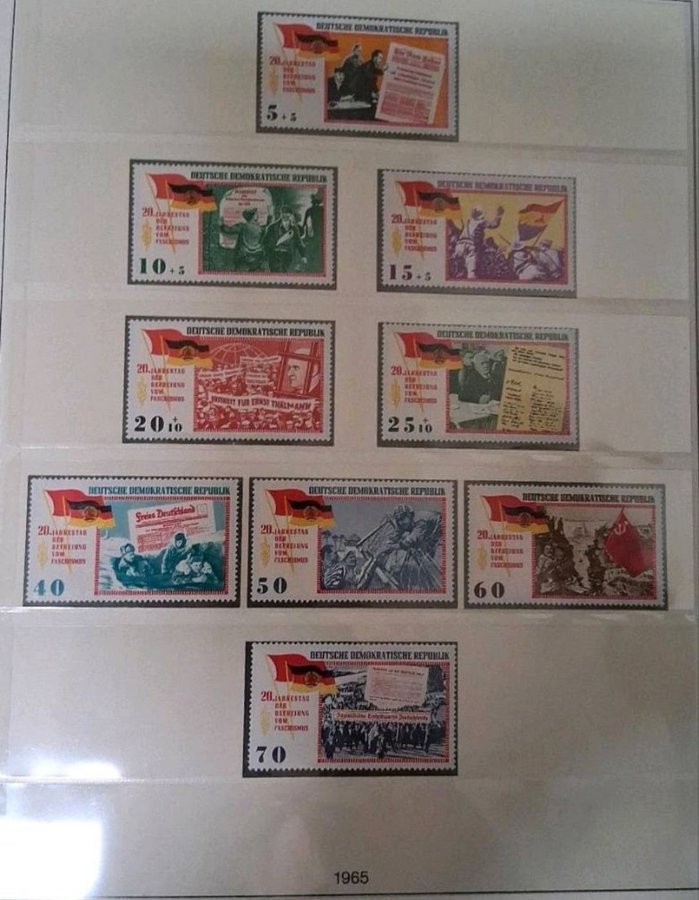 DEUTSCHE DEMOKRATISCHE REPUBLIK
20. JAHRESTAG
DER
BEFREIUNG
VOM
FASCHISMUS
5 + 5
DEUTSCHE DEMOKRATISCHE REPUBLIK
20. JAHRESTAG
DER
BEFREIUNG
VOM
FASCHISMUS
10 + 5
DEUTSCHE DEMOKRATISCHE REPUBLIK
20. JAHRESTAG
DER
BEFREIUNG
VOM
FASCHISMUS
15 + 5
DEUTSCHE DEMOKRATISCHE REPUBLIK
20. JAHRESTAG
DER
BEFREIUNG
VOM
FASCHISMUS
FREIHEIT FÜR ERNST THÄLMANN
20 + 10
DEUTSCHE DEMOKRATISCHE REPUBLIK
20. JAHRESTAG
DER
BEFREIUNG
VOM
FASCHISMUS
25 + 10
DEUTSCHE DEMOKRATISCHE REPUBLIK
Freies Deutschland
20. JAHRESTAG
DER
BEFREIUNG
VOM
FASCHISMUS
40
DEUTSCHE DEMOKRATISCHE REPUBLIK
20. JAHRESTAG
DER
BEFREIUNG
VOM
FASCHISMUS
50
DEUTSCHE DEMOKRATISCHE REPUBLIK
20. JAHRESTAG
DER
BEFREIUNG
VOM
FASCHISMUS
60
DEUTSCHE DEMOKRATISCHE REPUBLIK
20. JAHRESTAG
DER
BEFREIUNG
VOM
FASCHISMUS
Sozialistische Einheitspartei Deutschlands
70
1965